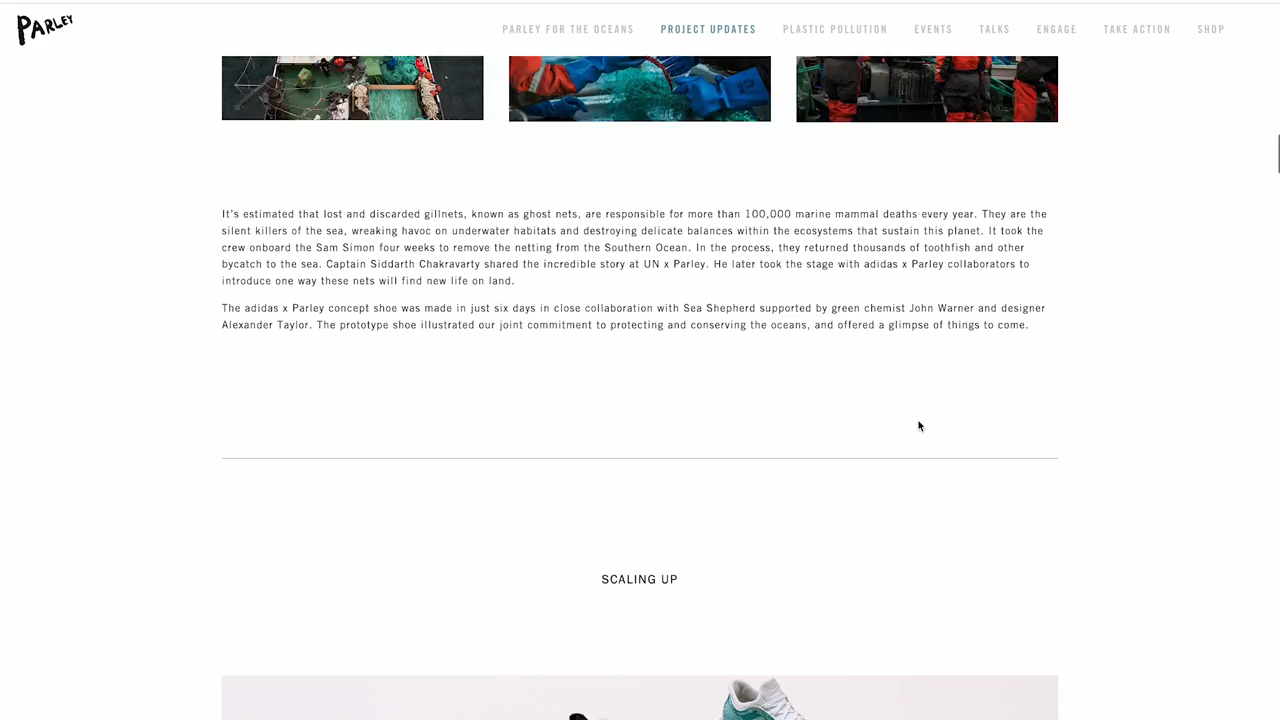 PARLEY
PARLEY FOR THE OCEANS PROJECT UPDATES PLASTIC POLLUTION EVENTS TALKS ENGAGE TAKE ACTION SHOP
It's estimated that lost and discarded gillnets, known as ghost nets, are responsible for more than 100,000 marine mammal deaths every year. They are the
silent killers of the sea, wreaking havoc on underwater habitats and destroying delicate balances within the ecosystems that sustain this planet. It took the
crew onboard the Sam Simon four weeks to remove the netting from the Southern Ocean. In the process, they returned thousands of toothfish and other
bycatch to the sea. Captain Siddarth Chakravarty shared the incredible story at UN x Parley. He later took the stage with adidas x Parley collaborators to
introduce one way these nets will find new life on land.
The adidas x Parley concept shoe was made in just six days in close collaboration with Sea Shepherd supported by green chemist John Warner and designer
Alexander Taylor. The prototype shoe illustrated our joint commitment to protecting and conserving the oceans, and offered a glimpse of things to come.
SCALING UP